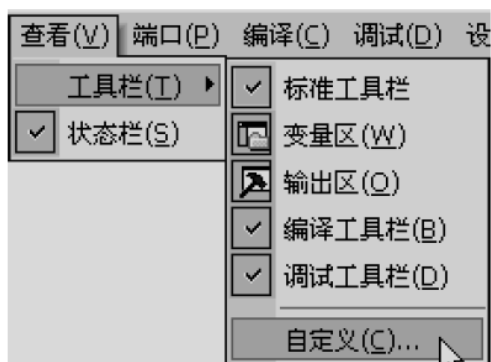 查看(V) 端口(P) 编译(C) 调试(D) 设
工具栏(T)
状态栏(S)
标准工具栏
变量区(W)
输出区(O)
编译工具栏(B)
调试工具栏(D)
自定义(C)...